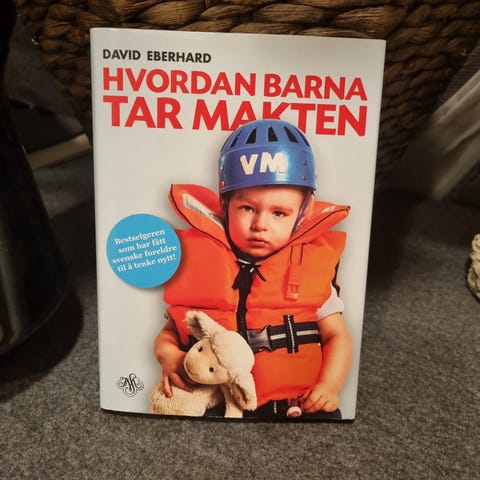 DAVID EBERHARD
HVORDAN BARNA
TAR MAKTEN
VM
Bestselgeren
som har fått
svenske foreldre
til å tenke nytt!